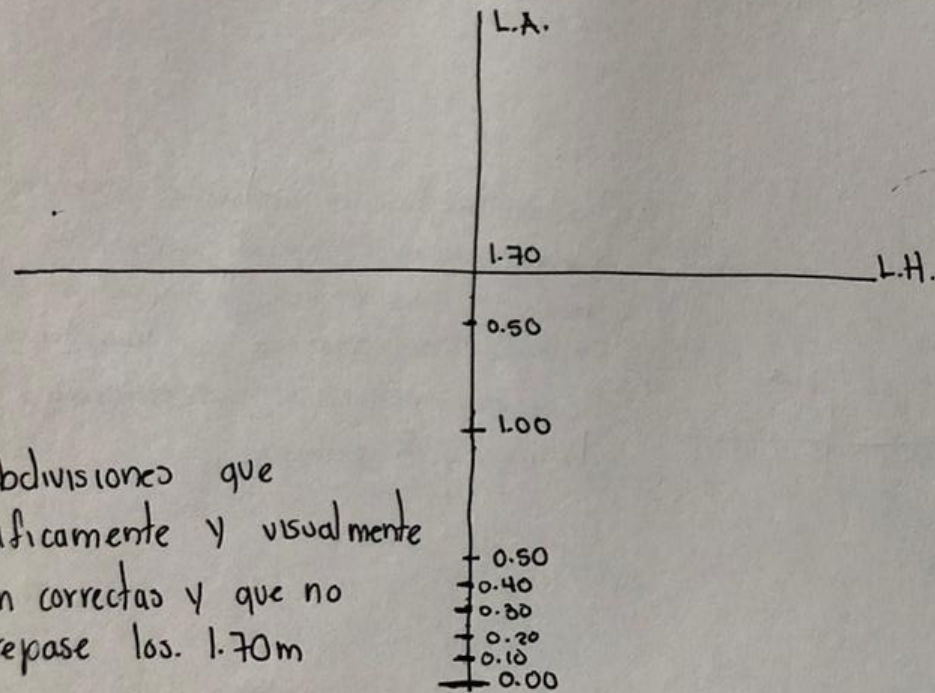 L.A.
1.70
L.H.
0.50
1.00
bdivisiones que
ficamente y visualmente
n correctas y que no
repase los. 1.70m
0.50
0.40
0.30
0.20
0.10
0.00